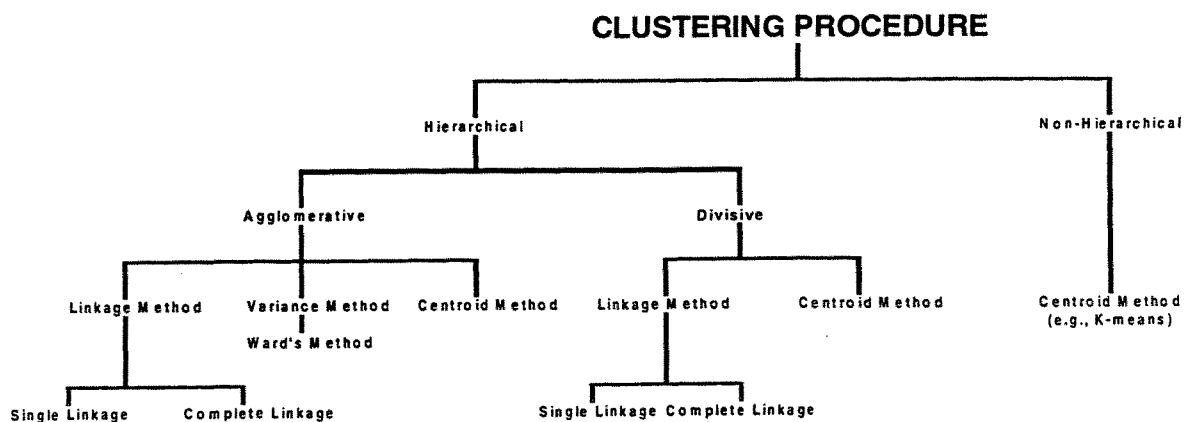 CLUSTERING PROCEDURE
Hierarchical
Non-Hierarchical
Agglomerative
Divisive
Linkage Method
Variance Method
Centroid Method
Linkage Method
Centroid Method
Centroid Method
(e.g., K-means)
Ward's Method
Single Linkage
Complete Linkage
Single Linkage
Complete Linkage